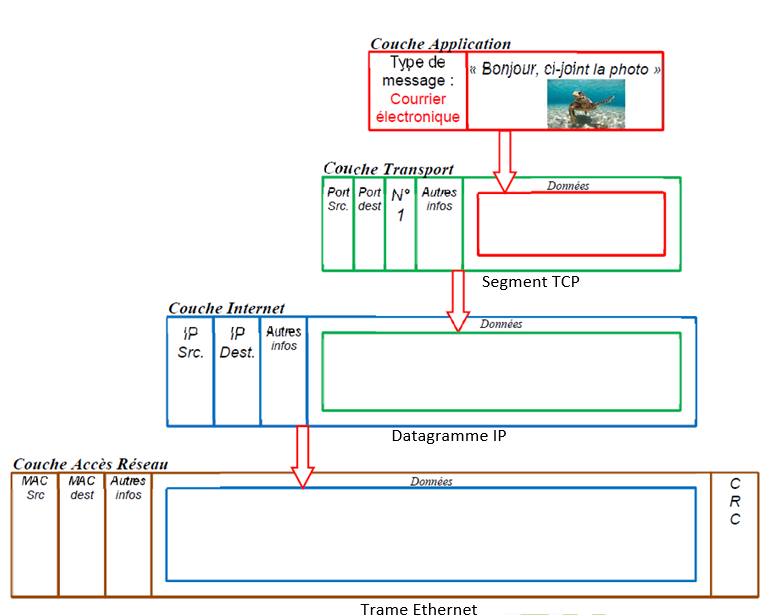 Couche Application
Type de
message :
Courrier
électronique
« Bonjour, ci-joint la photo »
Couche Transport
Port
Src.
Port
dest
N°
1
Autres
infos
Données
Segment TCP
Couche Internet
IP
Src.
IP
Dest.
Autres
infos
Données
Datagramme IP
Couche Accès Réseau
MAC
Src
MAC
dest
Autres
infos
Données
C
R
C
Trame Ethernet